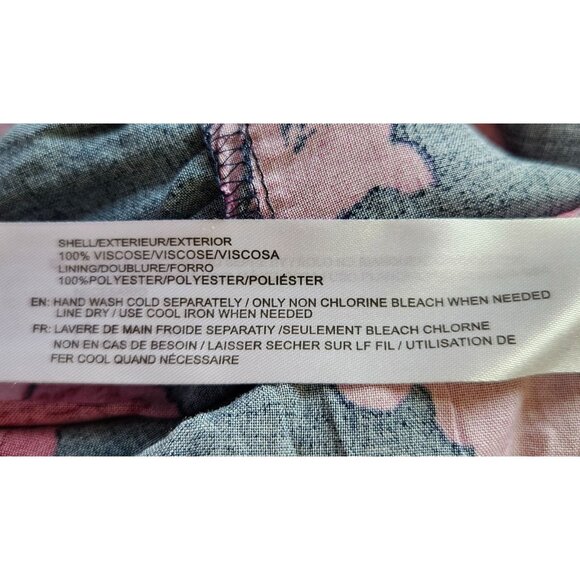 SHELL/EXTERIEUR/EXTERIOR
100% VISCOSE/VISCOSE/VISCOSA
LINING/DOUBLURE/FORRO
100%POLYESTER/POLYESTER/POLIÉSTER
EN: HAND WASH COLD SEPARATELY / ONLY NON CHLORINE BLEACH WHEN NEEDED
LINE DRY / USE COOL IRON WHEN NEEDED
FR: LAVERE DE MAIN FROIDE SEPARATIY /SEULEMENT BLEACH CHLORNE
NON EN CAS DE BESOIN / LAISSER SECHER SUR LF FIL / UTILISATION DE
FER COOL QUAND NÉCESSAIRE